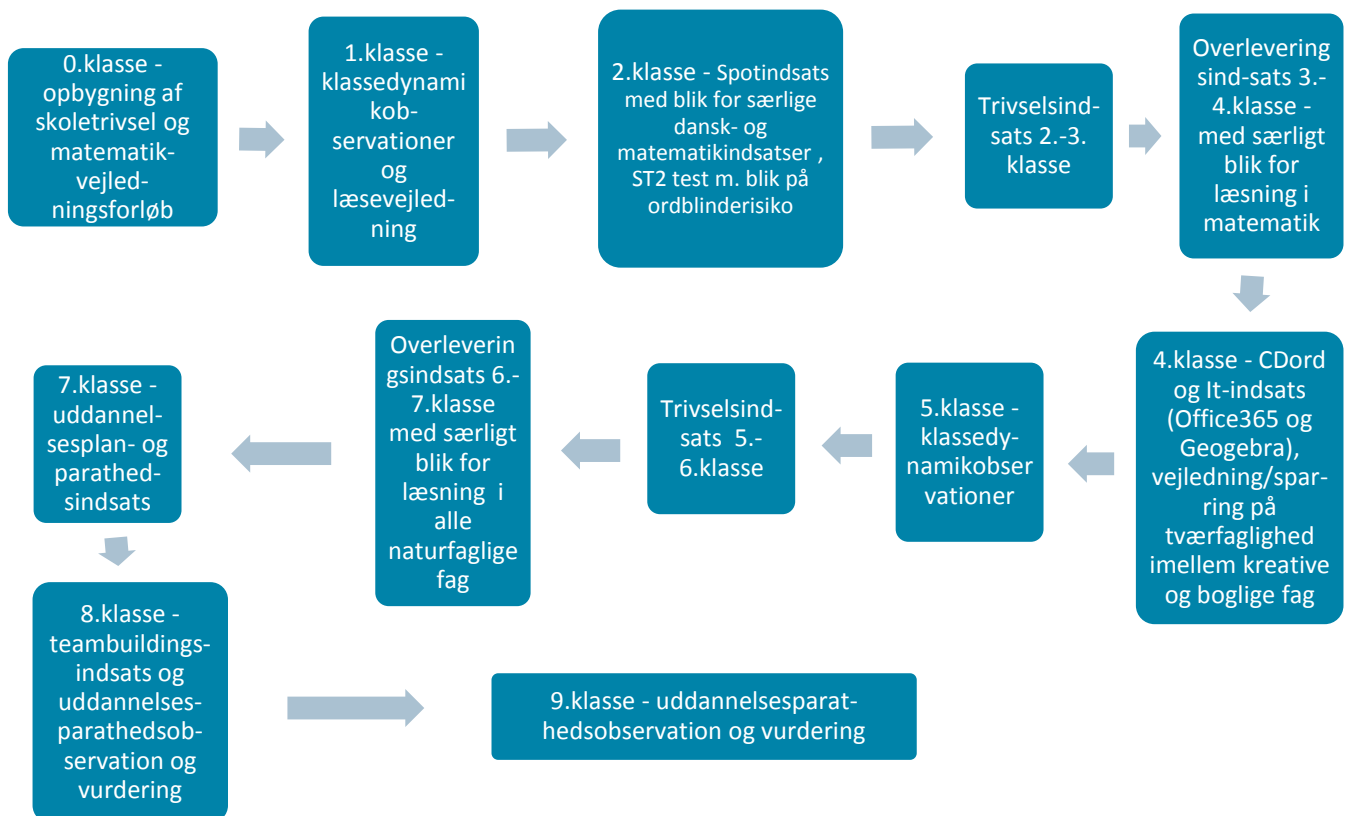 0.klasse -
opbygning af
skoletrivsel og
matematik-
vejled-
ningsforløb
1.klasse -
klassedynami
kob-
servationer
og
læsevejled-
ning
2.klasse - Spotindsats
med blik for særlige
dansk- og
matematikindsatser ,
ST2 test m. blik på
ordblinderisiko
Trivselsind-
sats 2.-3.
klasse
Overlevering
sind-sats 3.-
4.klasse -
med særligt
blik for
læsning i
matematik
4.klasse - CDord
og It-indsats
(Office365 og
Geogebra),
vejledning/spar-
ring på
tværfaglighed
imellem kreative
og boglige fag
5.klasse -
klassedy-
namikobser
vationer
Trivselsind-
sats 5.-
6.klasse
Overleverin
gsindsats 6.-
7.klasse
med særligt
blik for
læsning i
alle
naturfaglige
fag
7.klasse -
uddannel-
sesplan- og
parathed-
sindsats
8.klasse -
teambuildings-
indsats og
uddannelses-
parathedsob-
servation og
vurdering
9.klasse - uddannelsesparat-
hedsobservation og vurdering